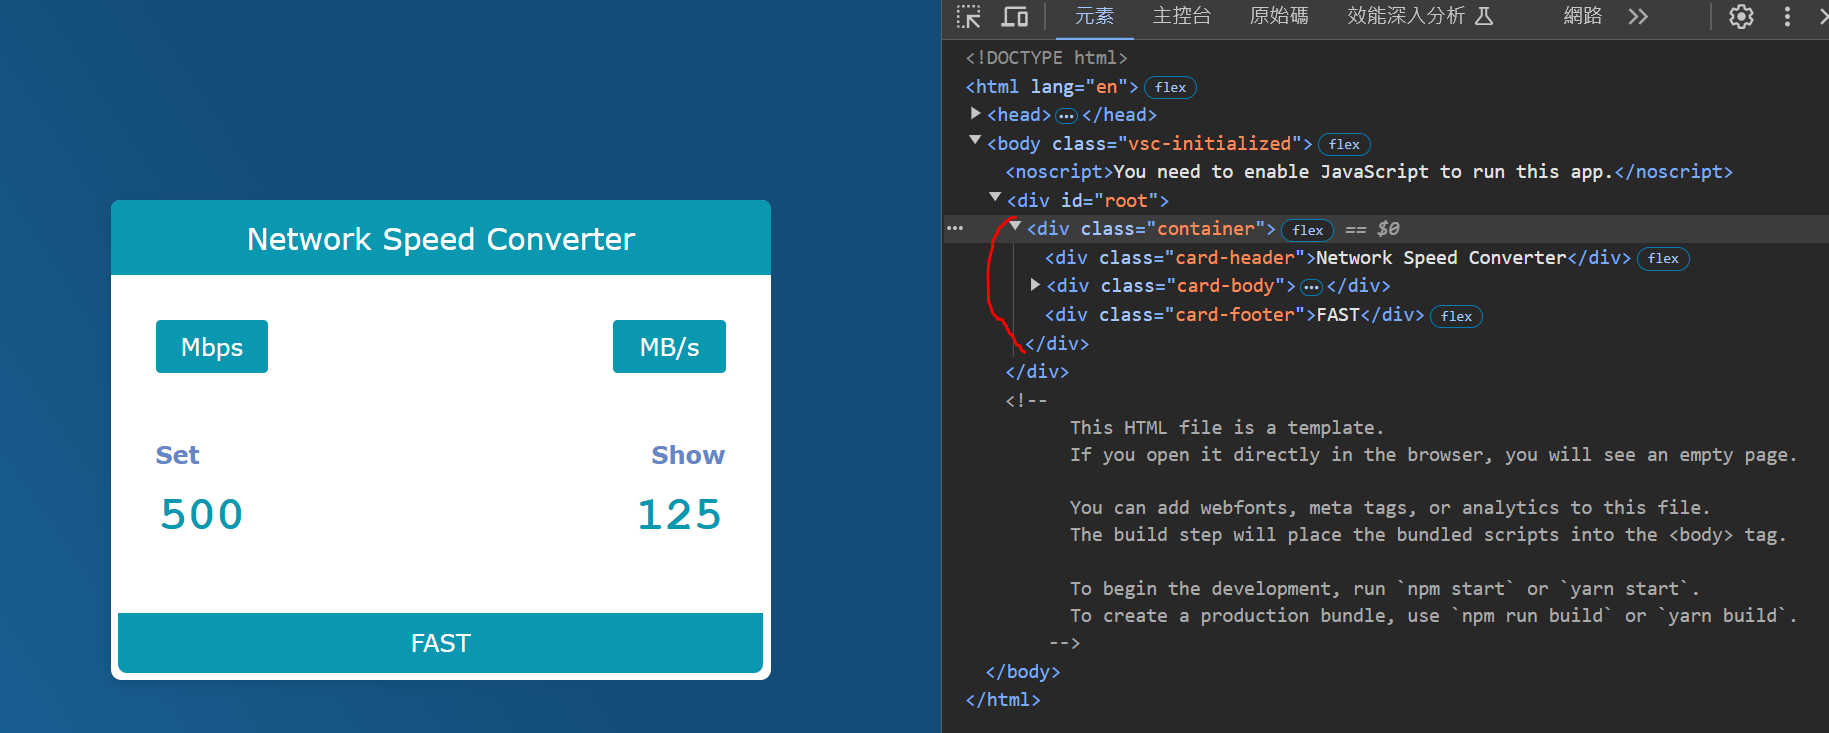 Network Speed Converter
Mbps
MB/s
Set
Show
500
125
FAST
元素 主控台 原始碼 效能深入分析 網路
<!DOCTYPE html>
<html lang="en"> flex
<head> ••• </head>
<body class="vsc-initialized"> flex
<noscript>You need to enable JavaScript to run this app.</noscript>
<div id="root">
••• <div class="container"> flex == $0
<div class="card-header">Network Speed Converter</div> flex
<div class="card-body"> ••• </div>
<div class="card-footer">FAST</div> flex
</div>
</div>
<!--
This HTML file is a template.
If you open it directly in the browser, you will see an empty page.
You can add webfonts, meta tags, or analytics to this file.
The build step will place the bundled scripts into the <body> tag.
To begin the development, run `npm start` or `yarn start`.
To create a production bundle, use `npm run build` or `yarn build`.
-->
</body>
</html>